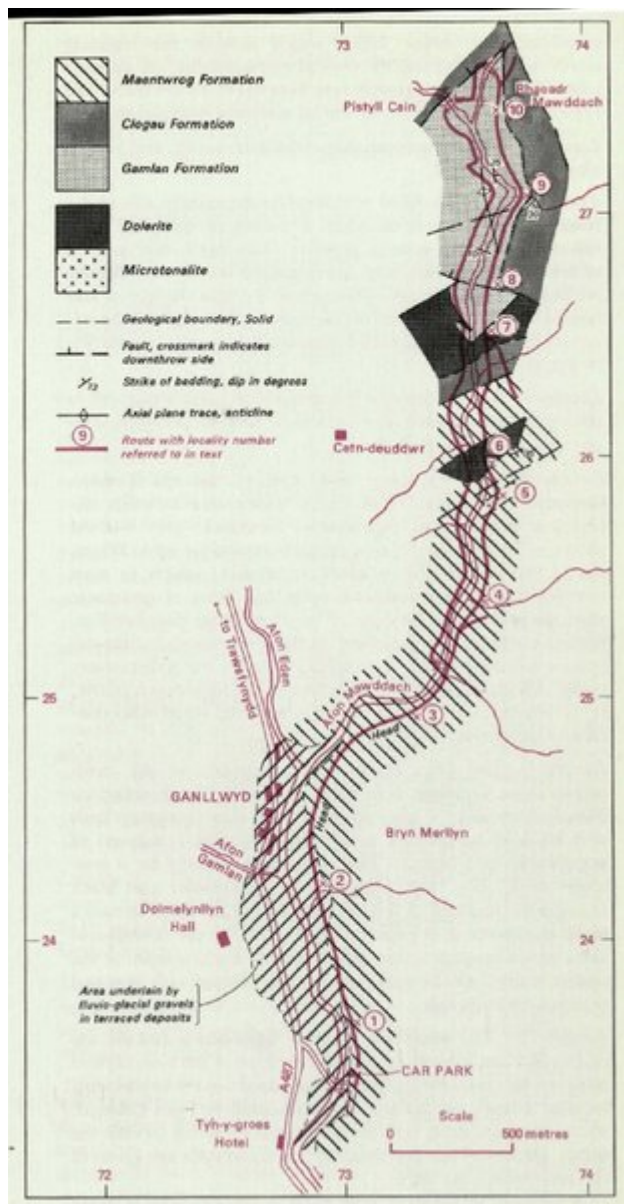 73
74
Maentwrog Formation
Clogau Formation
Gamlan Formation
Dolerite
Microtonalite
Geological boundary, Solid
Fault, crossmark indicates
downthrow side
Strike of bedding, dip in degrees
Axial plane trace, anticline
9
Route with locality number
referred to in text
Pistyll Cain
Rhaeadr
Mawddach
10
9
27
8
7
Cefn-deuddwr
6
26
5
4
to Trawsfynydd
Afon Eden
25
Afon Mawddach
25
3
Head
GANLLWYD
Head
Bryn Merllyn
Afon
Gamlan
2
Dolmelynllyn
Hall
24
24
Area underlain by
fluvio-glacial gravels
in terraced deposits
1
A487
CAR PARK
Tyn-y-groes
Hotel
Scale
0
500 metres
72
73
74